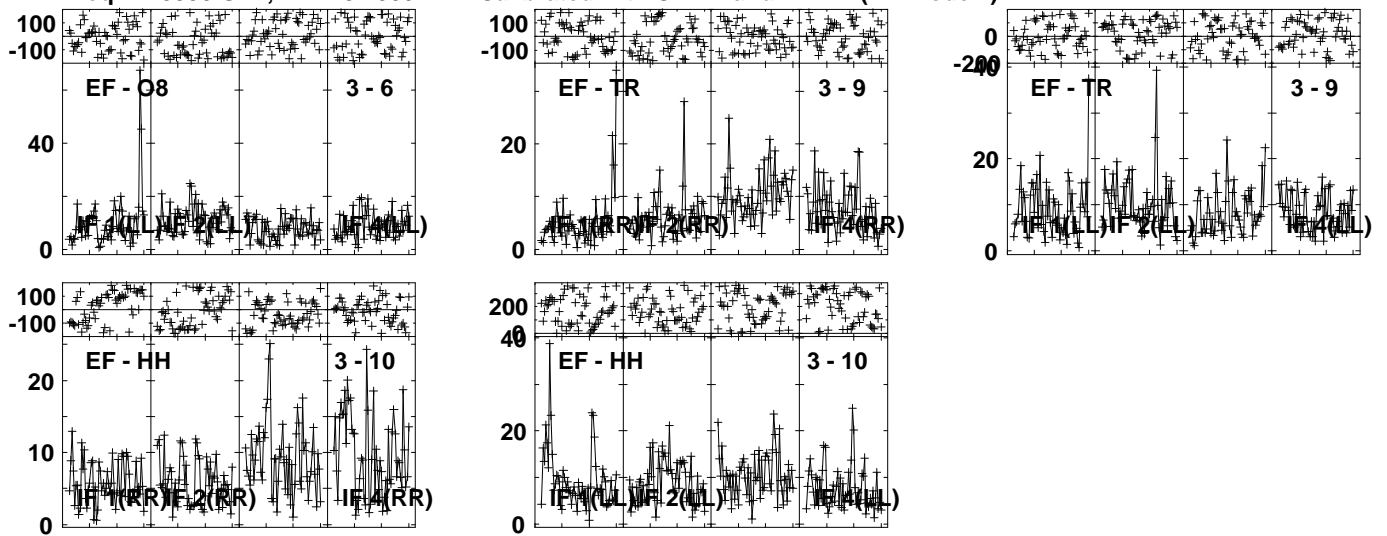 100
-100
EF - O8 3 - 6
40
0
IF 1(LL) IF 2(LL) IF 4(LL)
100
-100
EF - TR 3 - 9
20
0
IF 1(RR) IF 2(RR) IF 4(RR)
0
-200
40
EF - TR 3 - 9
20
0
IF 1(LL) IF 2(LL) IF 4(LL)
100
-100
EF - HH 3 - 10
20
10
0
IF 1(RR) IF 2(RR) IF 4(RR)
200
0
40
EF - HH 3 - 10
20
0
IF 1(LL) IF 2(LL) IF 4(LL)